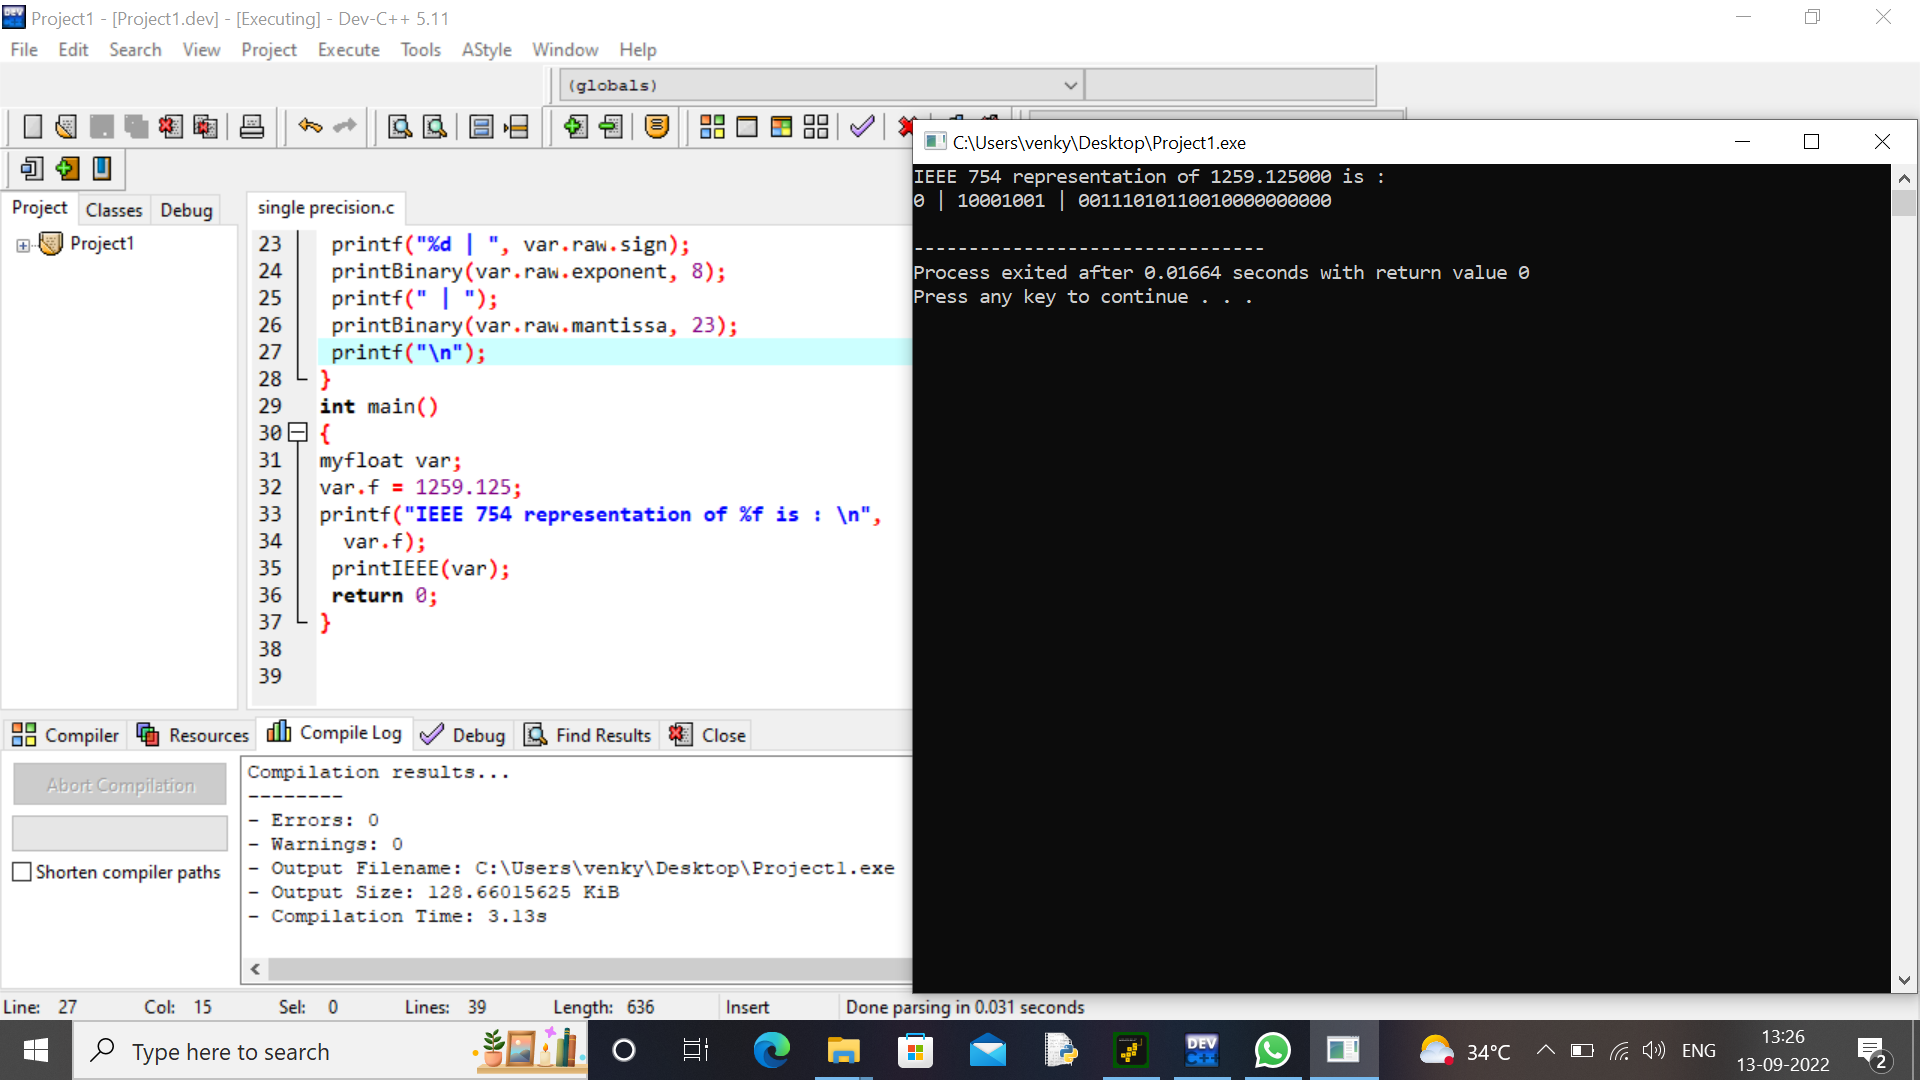 Project1 - [Project1.dev] - [Executing] - Dev-C++ 5.11
File Edit Search View Project Execute Tools AStyle Window Help
(globals)
Project Classes Debug
Project1
single precision.c
23 printf("%d | ", var.raw.sign);
24 printBinary(var.raw.exponent, 8);
25 printf(" | ");
26 printBinary(var.raw.mantissa, 23);
27 printf("\n");
28 }
29 int main()
30 {
31 myfloat var;
32 var.f = 1259.125;
33 printf("IEEE 754 representation of %f is : \n",
34 var.f);
35 printIEEE(var);
36 return 0;
37 }
38
39
C:\Users\venky\Desktop\Project1.exe
IEEE 754 representation of 1259.125000 is :
0 | 10001001 | 00111010110010000000000
--------------------------------
Process exited after 0.01664 seconds with return value 0
Press any key to continue . . .
Compiler Resources Compile Log Debug Find Results Close
Abort Compilation
Shorten compiler paths
Compilation results...
--------
- Errors: 0
- Warnings: 0
- Output Filename: C:\Users\venky\Desktop\Project1.exe
- Output Size: 128.66015625 KiB
- Compilation Time: 3.13s
Line: 27 Col: 15 Sel: 0 Lines: 39 Length: 636 Insert Done parsing in 0.031 seconds
Type here to search
DEV
C++
34°C
ENG
13:26
13-09-2022
2